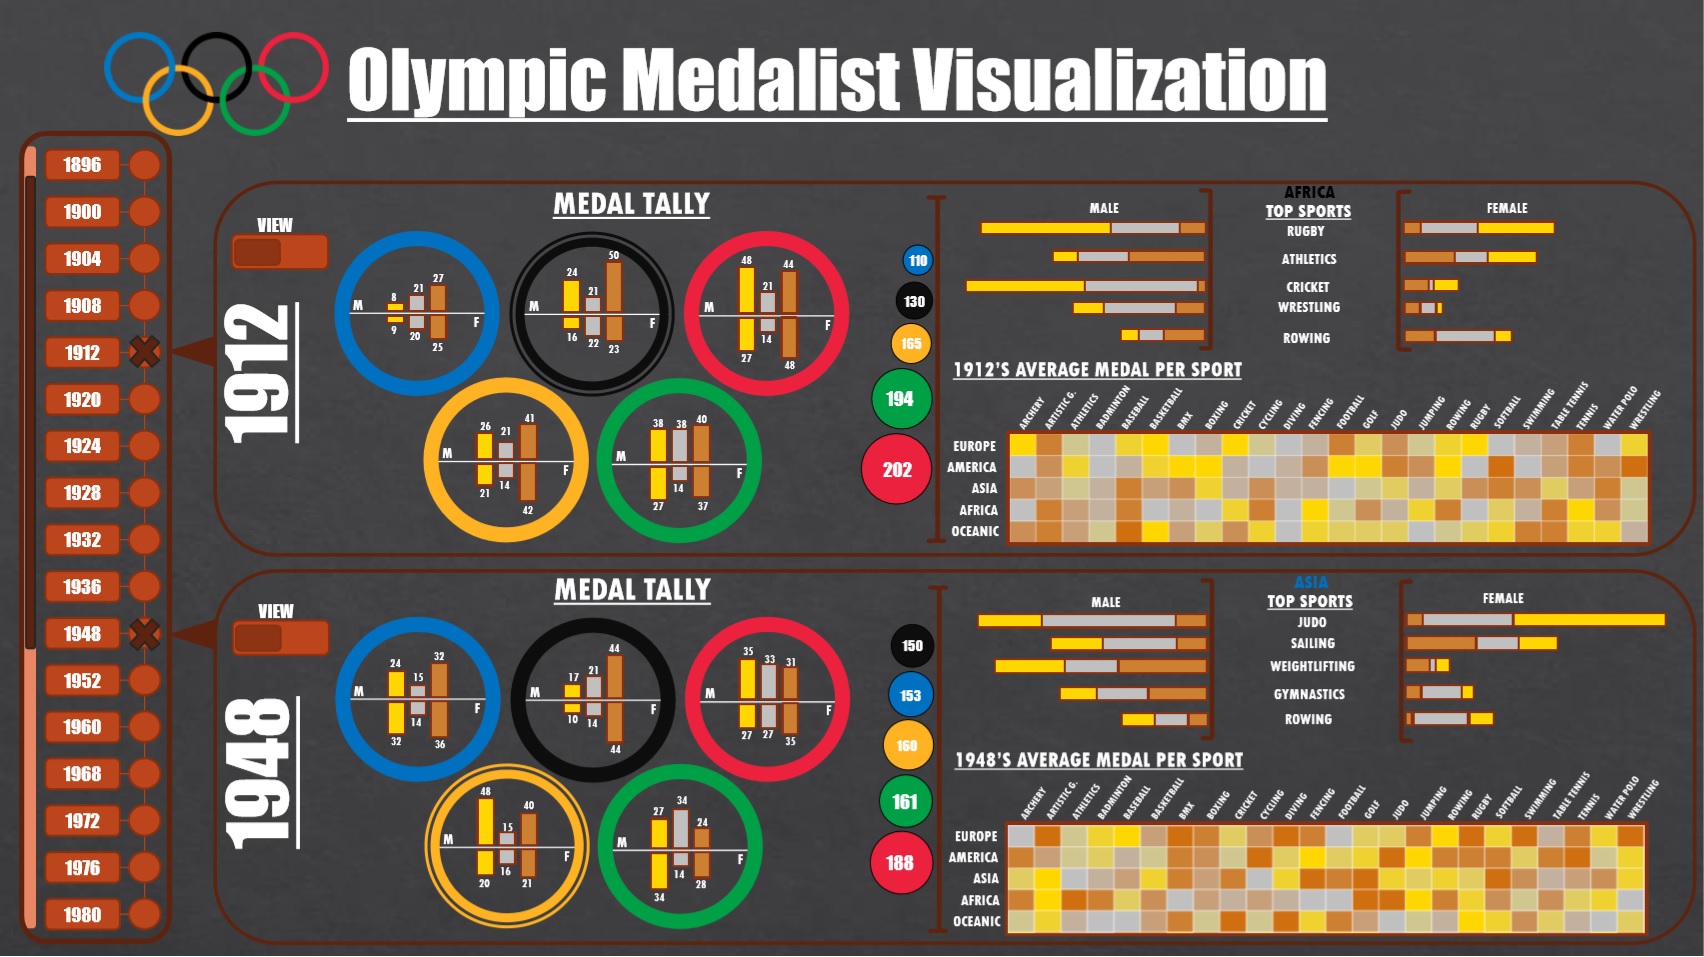 Olympic Medalist Visualization
1896
1900
1904
1908
1912
1920
1924
1928
1932
1936
1948
1952
1960
1968
1972
1976
1980
VIEW
1912
MEDAL TALLY
M 8 21 27
9 20 25 F
M 24 21 50
16 22 23 F
48 21 44
M
27 14 48 F
M 26 21 41
21 14 42 F
38 38 40
M
27 14 37 F
110
130
165
194
202
AFRICA
MALE
TOP SPORTS
FEMALE
RUGBY
ATHLETICS
CRICKET
WRESTLING
ROWING
1912'S AVERAGE MEDAL PER SPORT
ARCHERY
ARTISTIC G.
ATHLETICS
BADMINTON
BASEBALL
BASKETBALL
BMX
BOXING
CRICKET
CYCLING
DIVING
FENCING
FOOTBALL
GOLF
JUDO
JUMPING
ROWING
RUGBY
SOFTBALL
SWIMMING
TABLE TENNIS
TENNIS
WATER POLO
WRESTLING
EUROPE
AMERICA
ASIA
AFRICA
OCEANIC
VIEW
1948
MEDAL TALLY
24 15 32
M
32 14 36 F
17 21 44
M
10 14 44 F
35 33 31
M
27 27 35 F
48 15 40
M
20 16 21 F
27 34 24
M
34 14 28 F
150
153
160
161
188
ASIA
MALE
TOP SPORTS
FEMALE
JUDO
SAILING
WEIGHTLIFTING
GYMNASTICS
ROWING
1948'S AVERAGE MEDAL PER SPORT
ARCHERY
ARTISTIC G.
ATHLETICS
BADMINTON
BASEBALL
BASKETBALL
BMX
BOXING
CRICKET
CYCLING
DIVING
FENCING
FOOTBALL
GOLF
JUDO
JUMPING
ROWING
RUGBY
SOFTBALL
SWIMMING
TABLE TENNIS
TENNIS
WATER POLO
WRESTLING
EUROPE
AMERICA
ASIA
AFRICA
OCEANIC